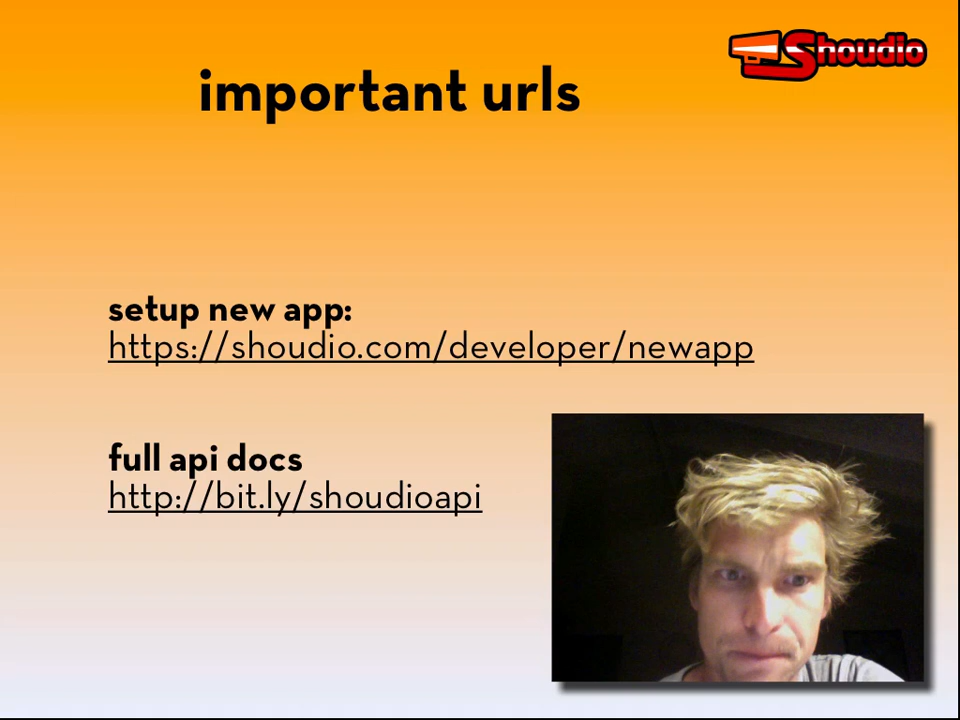 Shoudio
important urls
setup new app:
https://shoudio.com/developer/newapp
full api docs
http://bit.ly/shoudioapi